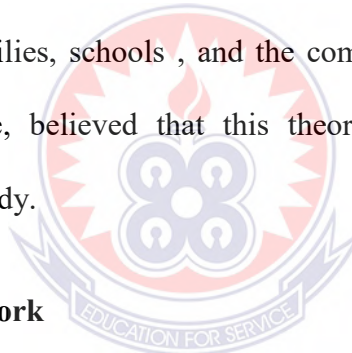 ilies, schools , and the com
e, believed that this theor
dy.
ork
EDUCATION FOR SERVICE